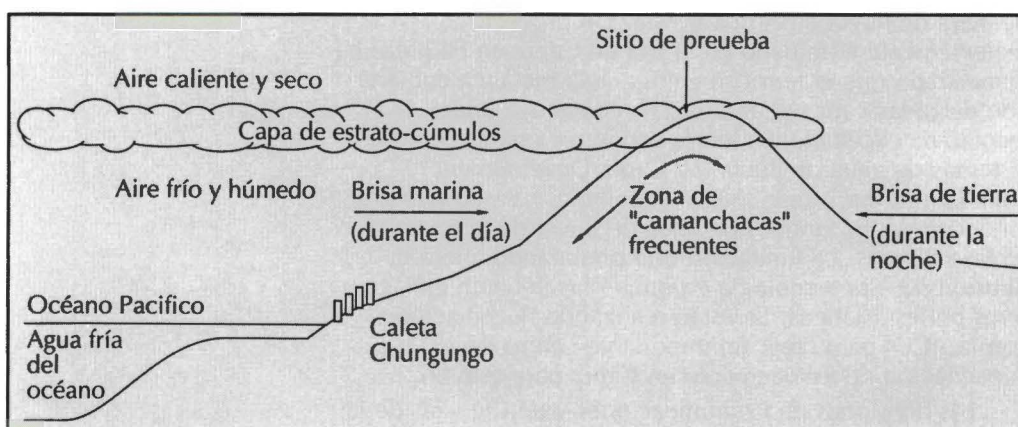 Sitio de preueba
Aire caliente y seco
Capa de estrato-cúmulos
Aire frío y húmedo
Brisa marina
(durante el día)
Zona de
"camanchacas"
frecuentes
Brisa de tierra
(durante la
noche)
Océano Pacifico
Agua fría
del
océano
Caleta
Chungungo